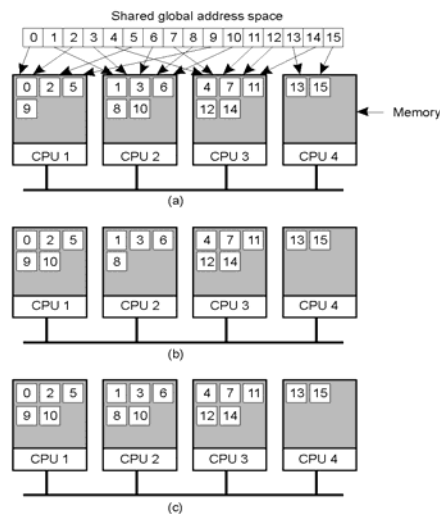 Shared global address space
0 1 2 3 4 5 6 7 8 9 10 11 12 13 14 15
0 2 5 1 3 6 4 7 11 13 15
9 8 10 12 14
Memory
CPU 1 CPU 2 CPU 3 CPU 4
(a)
0 2 5 1 3 6 4 7 11 13 15
9 10 8 12 14
CPU 1 CPU 2 CPU 3 CPU 4
(b)
0 2 5 1 3 6 4 7 11 13 15
9 10 8 10 12 14
CPU 1 CPU 2 CPU 3 CPU 4
(c)